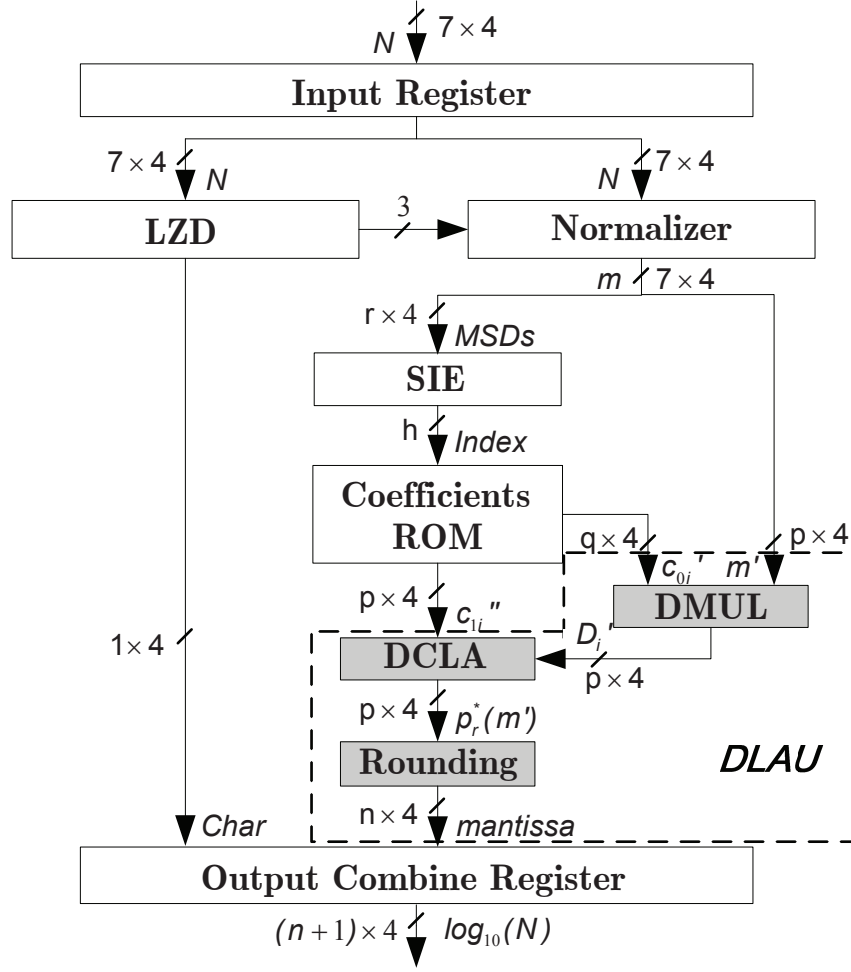 7×4
N
Input Register
7×4
N
7×4
N
LZD
3
Normalizer
m
7×4
r×4
MSDs
SIE
h
Index
Coefficients
ROM
q×4
p×4
c₀ᵢ'
m'
DMUL
p×4
c₁ᵢ''
Dᵢ'
p×4
DCLA
1×4
p×4
pᵣ*(m')
Rounding
DLAU
n×4
mantissa
Char
Output Combine Register
(n+1)×4
log₁₀(N)